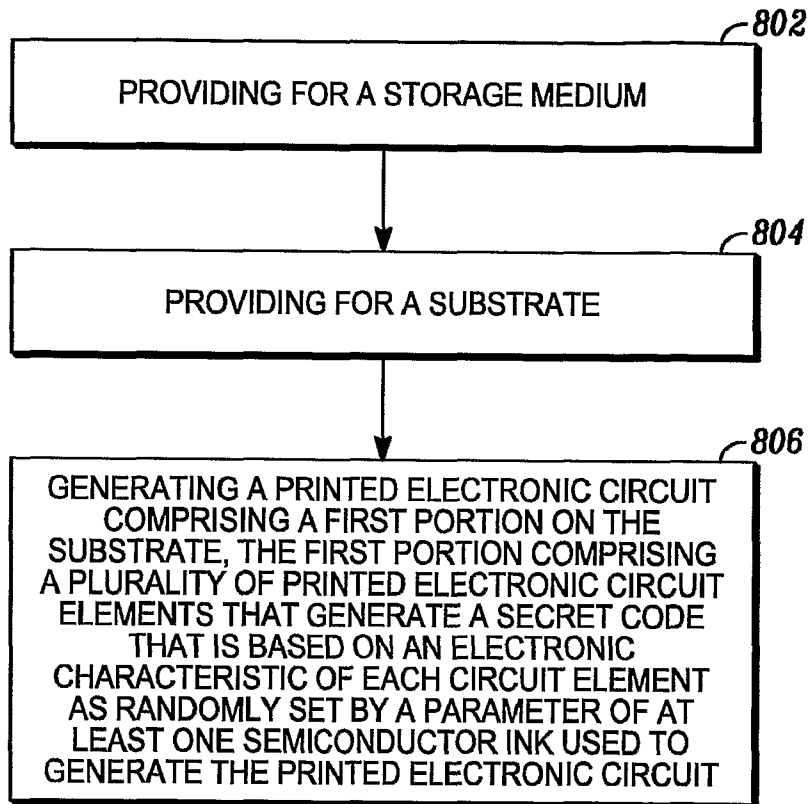 802
PROVIDING FOR A STORAGE MEDIUM
804
PROVIDING FOR A SUBSTRATE
806
GENERATING A PRINTED ELECTRONIC CIRCUIT
COMPRISING A FIRST PORTION ON THE
SUBSTRATE, THE FIRST PORTION COMPRISING
A PLURALITY OF PRINTED ELECTRONIC CIRCUIT
ELEMENTS THAT GENERATE A SECRET CODE
THAT IS BASED ON AN ELECTRONIC
CHARACTERISTIC OF EACH CIRCUIT ELEMENT
AS RANDOMLY SET BY A PARAMETER OF AT
LEAST ONE SEMICONDUCTOR INK USED TO
GENERATE THE PRINTED ELECTRONIC CIRCUIT